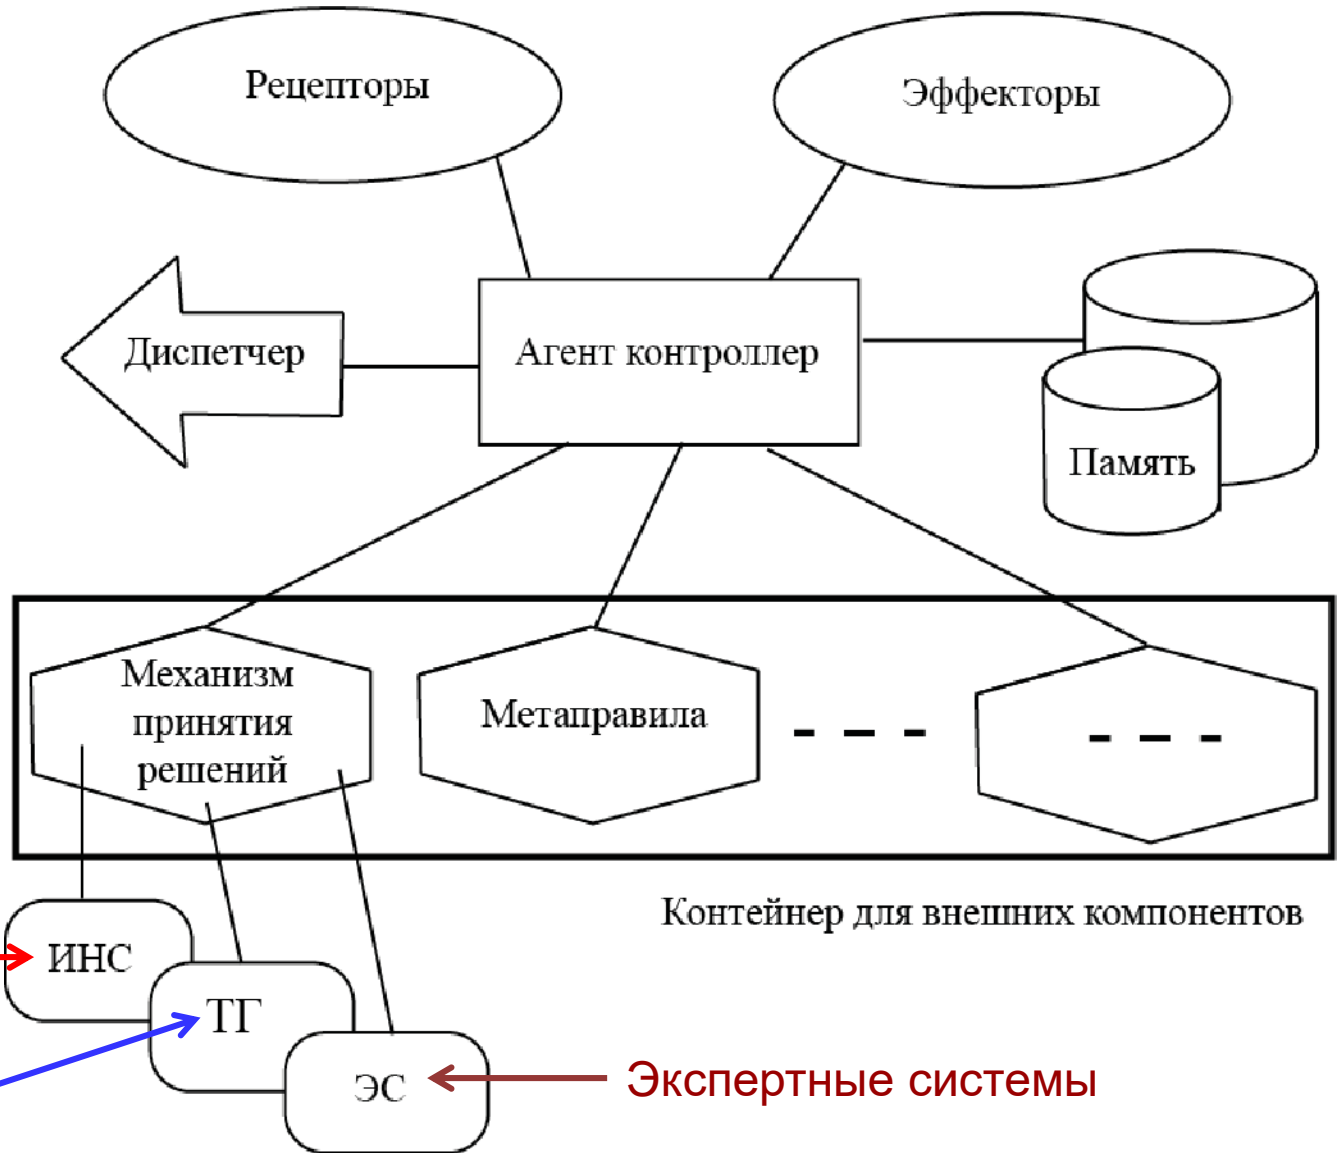 Рецепторы
Эффекторы
Диспетчер
Агент контроллер
Память
Механизм
принятия
решений
Метаправила
Контейнер для внешних компонентов
ИНС
ТГ
ЭС
Экспертные системы